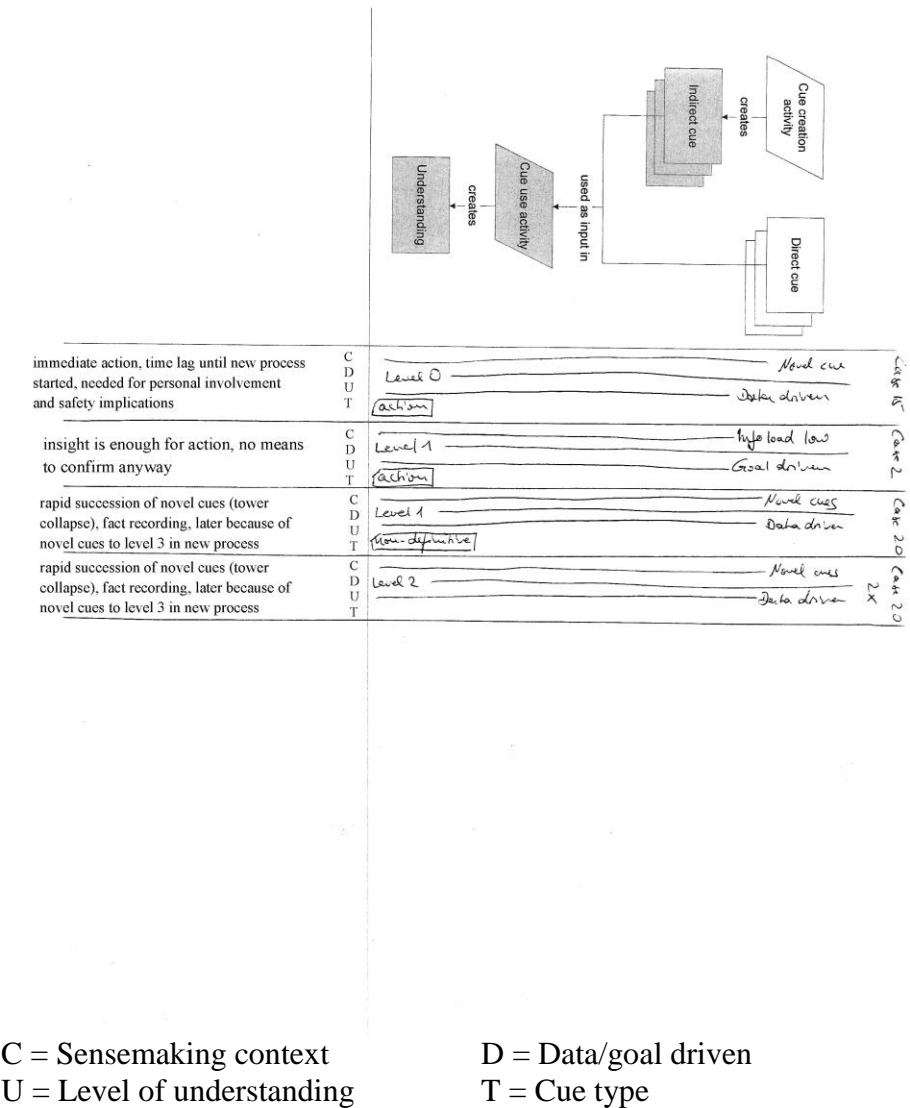 Cue creation
activity
creates
Indirect cue
Direct cue
used as input in
Cue use activity
creates
Understanding
immediate action, time lag until new process
started, needed for personal involvement
and safety implications
C
D
U
T
Novel cue
Level 0
Data driven
action
Case 15
insight is enough for action, no means
to confirm anyway
C
D
U
T
Info load low
Level 1
Goal driven
action
Case 2
rapid succession of novel cues (tower
collapse), fact recording, later because of
novel cues to level 3 in new process
C
D
U
T
Novel cues
Level 1
Data driven
non-definitive
Case 20
rapid succession of novel cues (tower
collapse), fact recording, later because of
novel cues to level 3 in new process
C
D
U
T
Novel cues
Level 2
Data driven
2x
Case 20
C = Sensemaking context D = Data/goal driven
U = Level of understanding T = Cue type